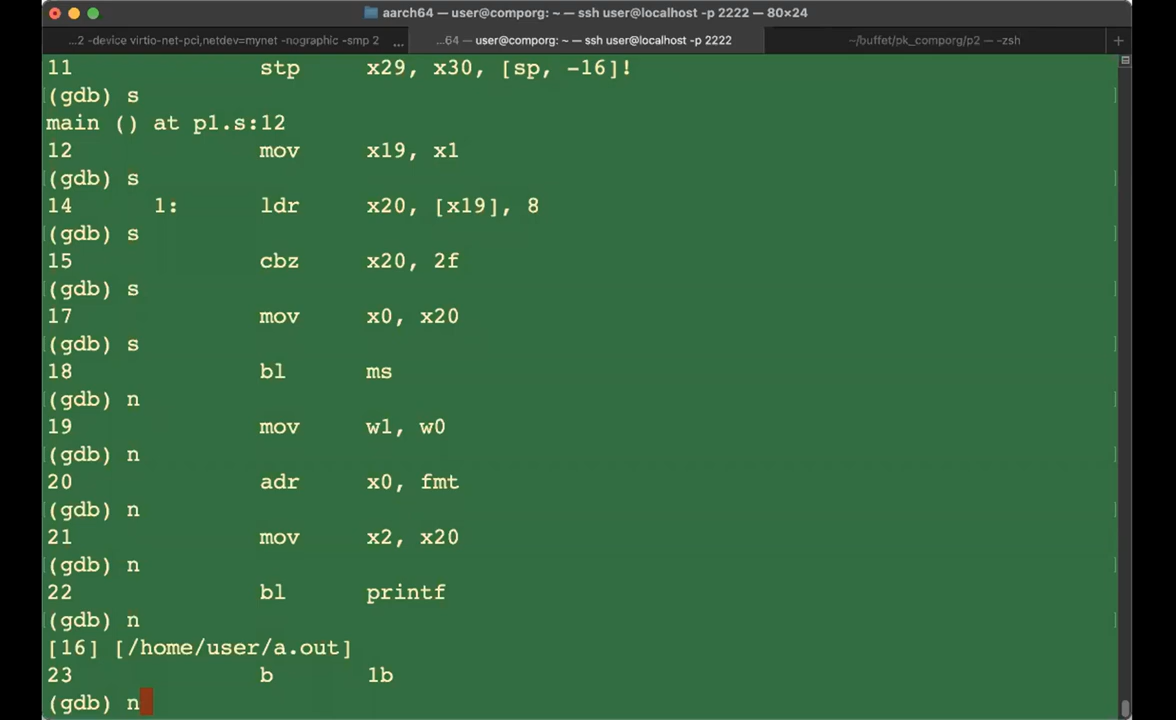 aarch64 — user@comporg: ~ — ssh user@localhost -p 2222 — 80×24
...2 -device virtio-net-pci,netdev=mynet -nographic -smp 2 ... ...64 — user@comporg: ~ — ssh user@localhost -p 2222 ~/buffet/pk_comporg/p2 — -zsh +
11 stp x29, x30, [sp, -16]!
(gdb) s
main () at p1.s:12
12 mov x19, x1
(gdb) s
14 1: ldr x20, [x19], 8
(gdb) s
15 cbz x20, 2f
(gdb) s
17 mov x0, x20
(gdb) s
18 bl ms
(gdb) n
19 mov w1, w0
(gdb) n
20 adr x0, fmt
(gdb) n
21 mov x2, x20
(gdb) n
22 bl printf
(gdb) n
[16] [/home/user/a.out]
23 b 1b
(gdb) n